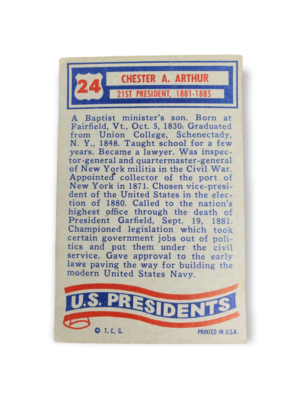 24
CHESTER A. ARTHUR
21ST PRESIDENT, 1881-1885
A Baptist minister's son. Born at
Fairfield, Vt., Oct. 5, 1830. Graduated
from Union College, Schenectady,
N. Y., 1848. Taught school for a few
years. Became a lawyer. Was inspec-
tor-general and quartermaster-general
of New York militia in the Civil War.
Appointed collector of the port of
New York in 1871. Chosen vice-presi-
dent of the United States in the elec-
tion of 1880. Called to the nation's
highest office through the death of
President Garfield, Sept. 19, 1881.
Championed legislation which took
certain government jobs out of poli-
tics and put them under the civil
service. Gave approval to the early
laws paving the way for building the
modern United States Navy.
U.S. PRESIDENTS
© T. C. G.
PRINTED IN U.S.A.